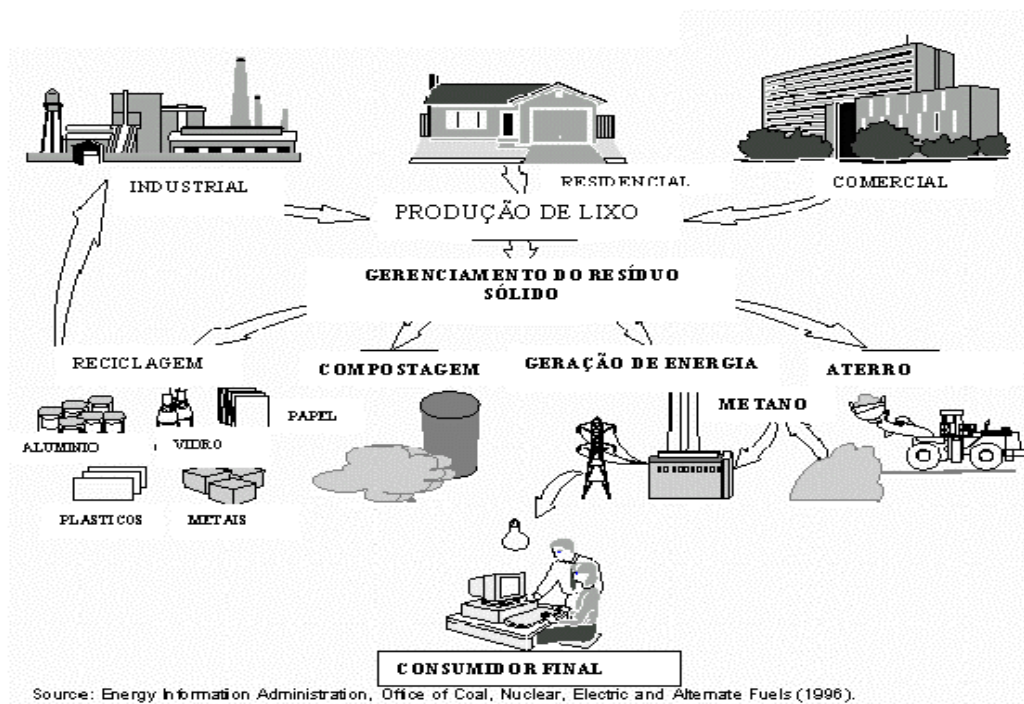 INDUSTRIAL
RESIDENCIAL
COMERCIAL
PRODUÇÃO DE LIXO
GERENCIAMENTO DO RESÍDUO
SÓLIDO
RECICLAGEM
COMPOSTAGEM
GERAÇÃO DE ENERGIA
ATERRO
METANO
PAPEL
ALUMINIO
VIDRO
PLASTICOS
METAIS
CONSUMIDOR FINAL
Source: Energy Information Administration, Office of Coal, Nuclear, Electric and Alternate Fuels (1996).